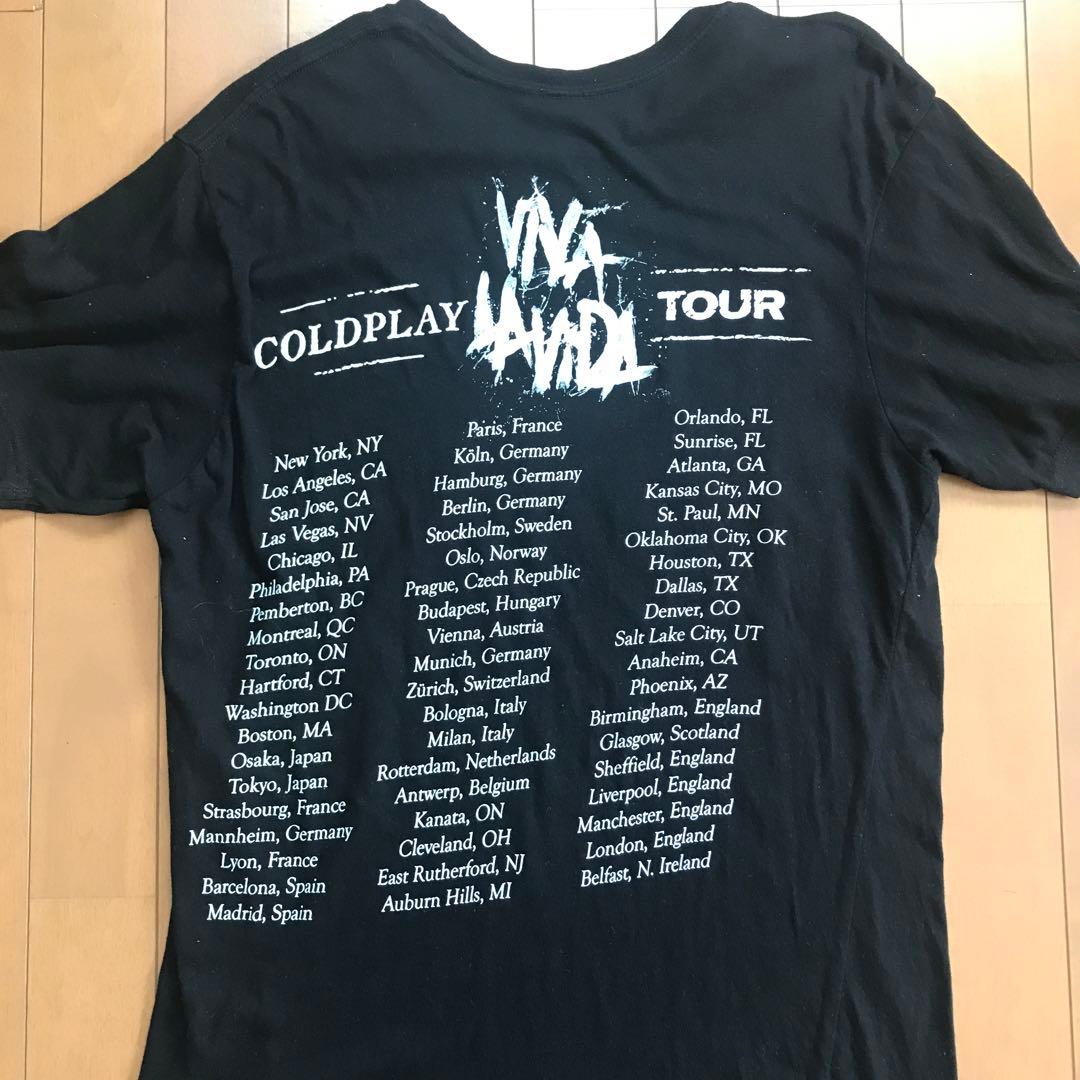 COLDPLAY
VIVA
LA VIDA
TOUR
New York, NY
Los Angeles, CA
San Jose, CA
Las Vegas, NV
Chicago, IL
Philadelphia, PA
Pemberton, BC
Montreal, QC
Toronto, ON
Hartford, CT
Washington DC
Boston, MA
Osaka, Japan
Tokyo, Japan
Strasbourg, France
Mannheim, Germany
Lyon, France
Barcelona, Spain
Madrid, Spain
Paris, France
Köln, Germany
Hamburg, Germany
Berlin, Germany
Stockholm, Sweden
Oslo, Norway
Prague, Czech Republic
Budapest, Hungary
Vienna, Austria
Munich, Germany
Zürich, Switzerland
Bologna, Italy
Milan, Italy
Rotterdam, Netherlands
Antwerp, Belgium
Kanata, ON
Cleveland, OH
East Rutherford, NJ
Auburn Hills, MI
Orlando, FL
Sunrise, FL
Atlanta, GA
Kansas City, MO
St. Paul, MN
Oklahoma City, OK
Houston, TX
Dallas, TX
Denver, CO
Salt Lake City, UT
Anaheim, CA
Phoenix, AZ
Birmingham, England
Glasgow, Scotland
Sheffield, England
Liverpool, England
Manchester, England
London, England
Belfast, N. Ireland